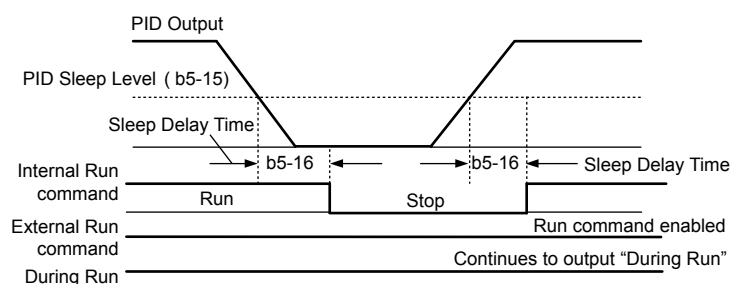 PID Output
PID Sleep Level ( b5-15)
Sleep Delay Time
b5-16
b5-16
Sleep Delay Time
Internal Run
command
Run
Stop
External Run
command
Run command enabled
Continues to output “During Run”
During Run